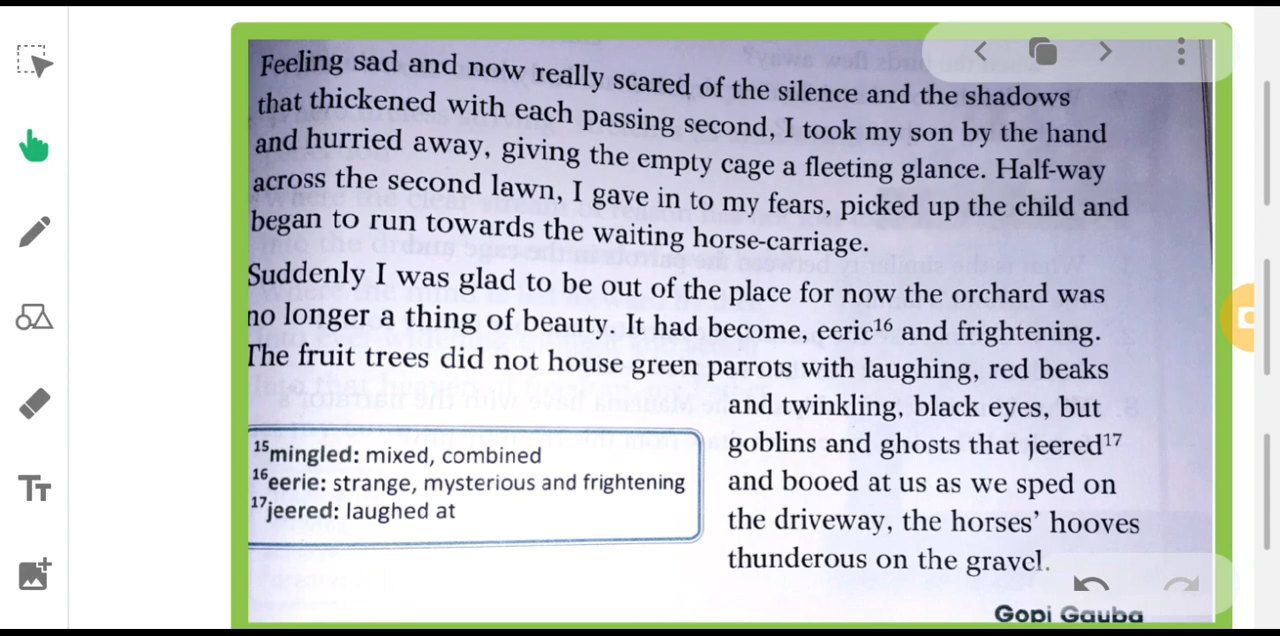 Feeling sad and now really scared of the silence and the shadows
that thickened with each passing second, I took my son by the hand
and hurried away, giving the empty cage a fleeting glance. Half-way
across the second lawn, I gave in to my fears, picked up the child and
began to run towards the waiting horse-carriage.
Suddenly I was glad to be out of the place for now the orchard was
no longer a thing of beauty. It had become, eerie¹⁶ and frightening.
The fruit trees did not house green parrots with laughing, red beaks
and twinkling, black eyes, but
goblins and ghosts that jeered¹⁷
and booed at us as we sped on
the driveway, the horses' hooves
thunderous on the gravel.
¹⁵mingled: mixed, combined
¹⁶eerie: strange, mysterious and frightening
¹⁷jeered: laughed at
Gopi Gauba
TT